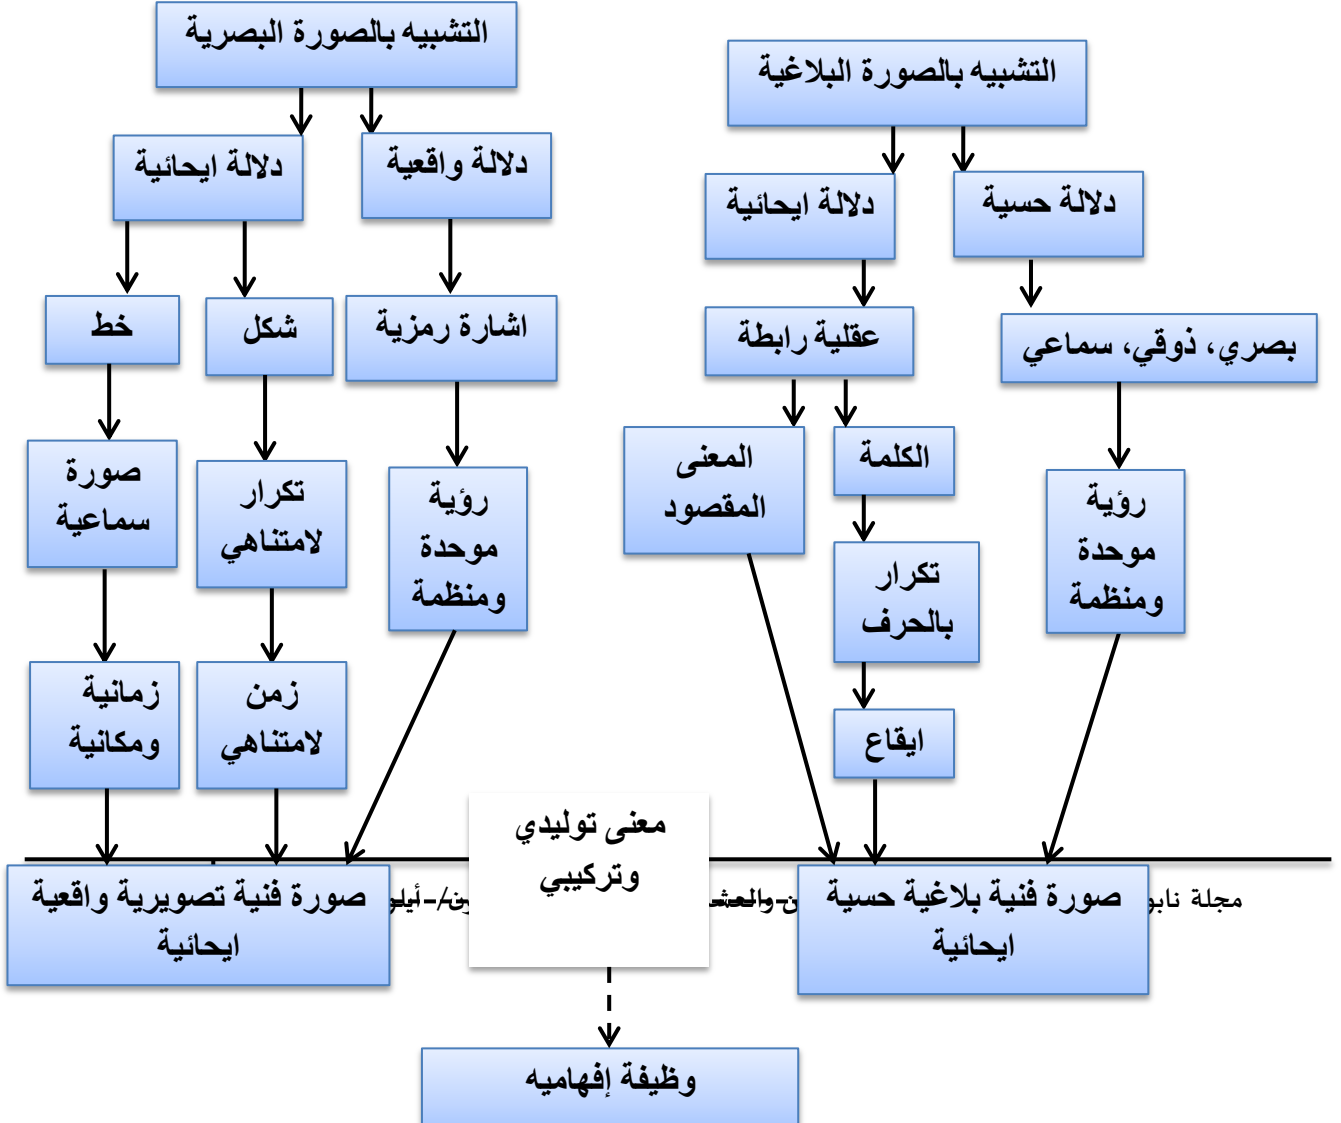 التشبيه بالصورة البلاغية
دلالة حسية
دلالة ايحائية
بصري، ذوقي، سماعي
عقلية رابطة
الكلمة
المعنى
المقصود
رؤية
موحدة
ومنظمة
تكرار
بالحرف
ايقاع
صورة فنية بلاغية حسية
ايحائية
التشبيه بالصورة البصرية
دلالة واقعية
دلالة ايحائية
اشارة رمزية
شكل
خط
رؤية
موحدة
ومنظمة
تكرار
لامتناهي
صورة
سماعية
زمن
لامتناهي
زمانية
ومكانية
صورة فنية تصويرية واقعية
ايحائية
معنى توليدي
وتركيبي
مجلة
وظيفة إفهاميه